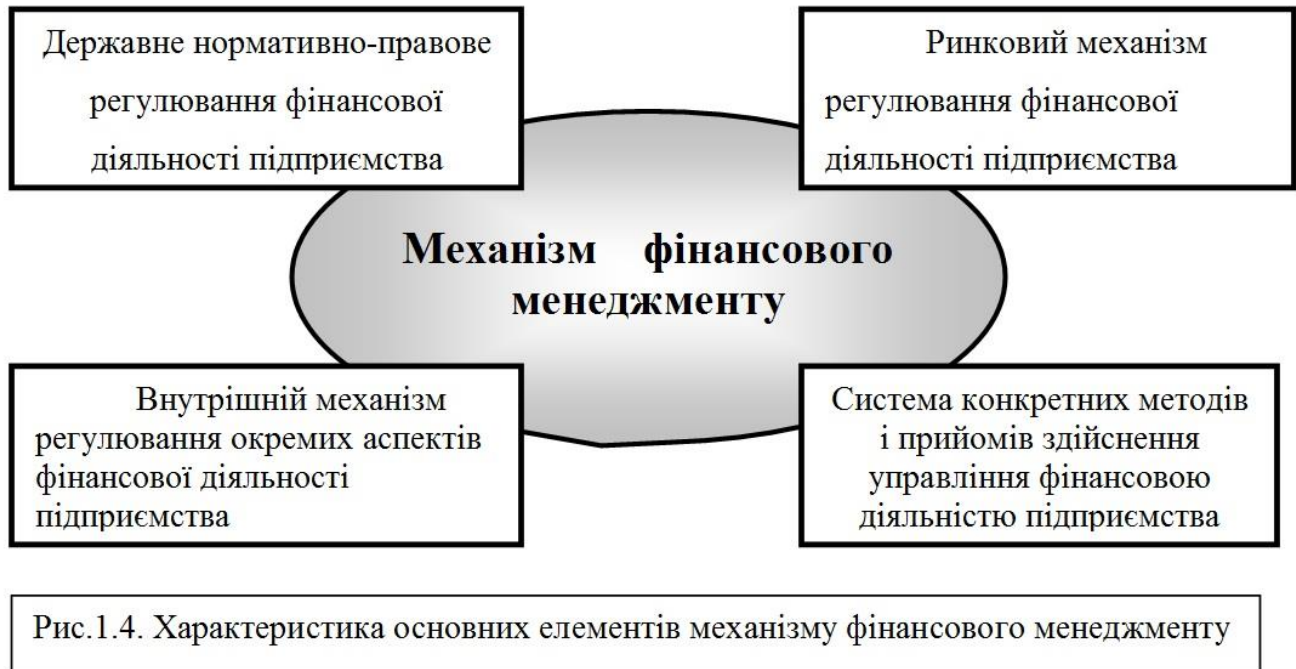 Державне нормативно-правове
регулювання фінансової
діяльності підприємства
Ринковий механізм
регулювання фінансової
діяльності підприємства
Механізм фінансового
менеджменту
Внутрішній механізм
регулювання окремих аспектів
фінансової діяльності
підприємства
Система конкретних методів
і прийомів здійснення
управління фінансовою
діяльністю підприємства
Рис.1.4. Характеристика основних елементів механізму фінансового менеджменту